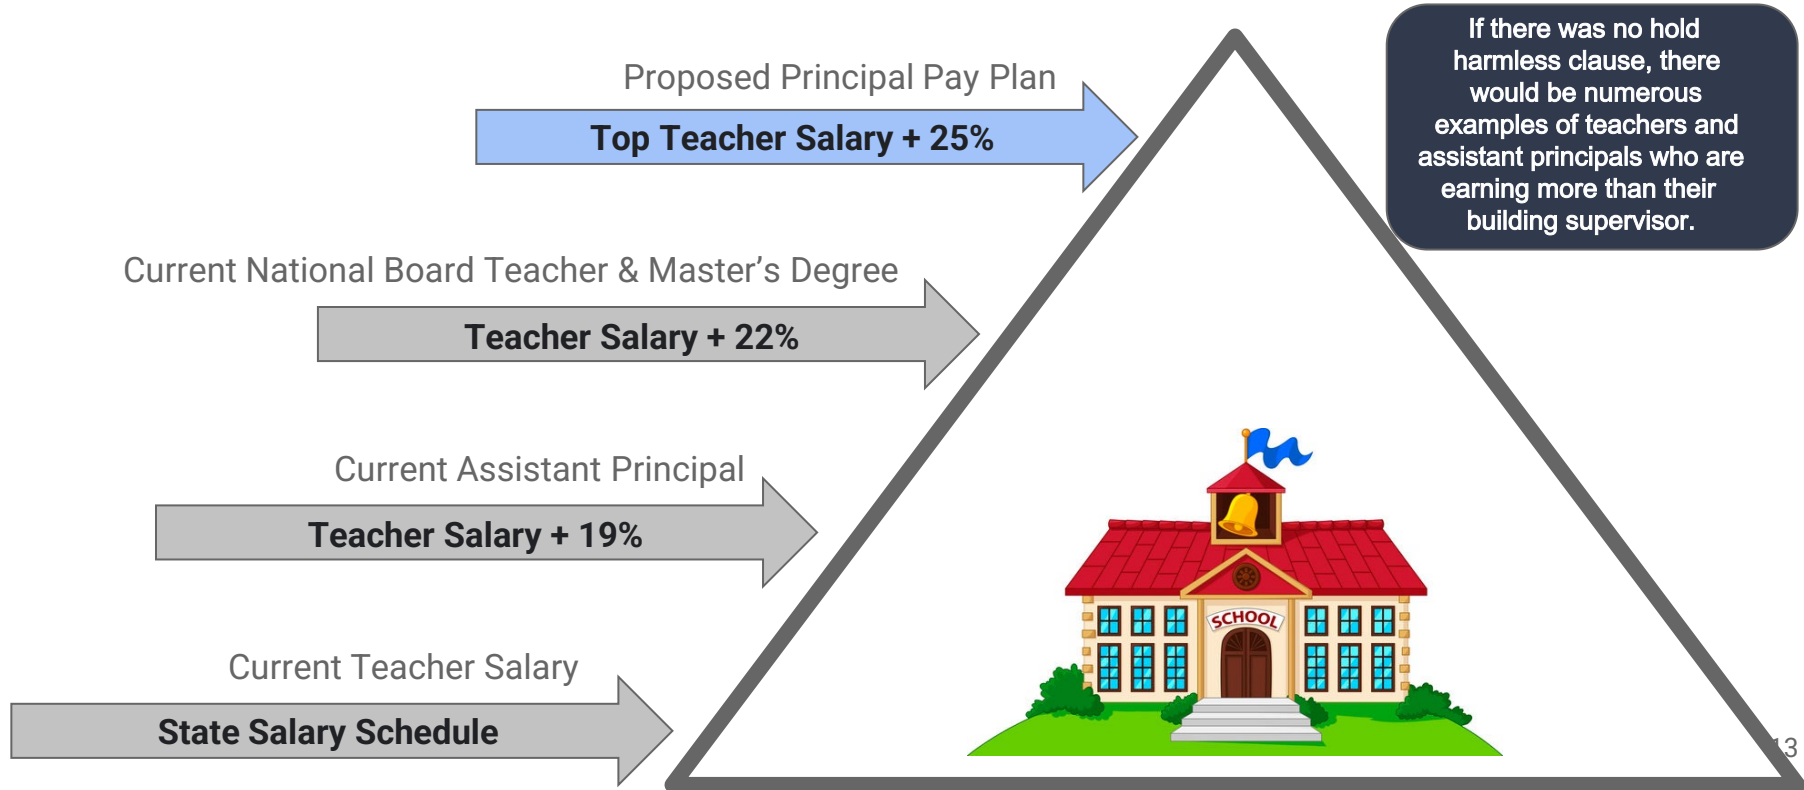 Proposed Principal Pay Plan
Top Teacher Salary + 25%
If there was no hold
harmless clause, there
would be numerous
examples of teachers and
assistant principals who are
earning more than their
building supervisor.
Current National Board Teacher & Master’s Degree
Teacher Salary + 22%
Current Assistant Principal
Teacher Salary + 19%
SCHOOL
Current Teacher Salary
State Salary Schedule
13